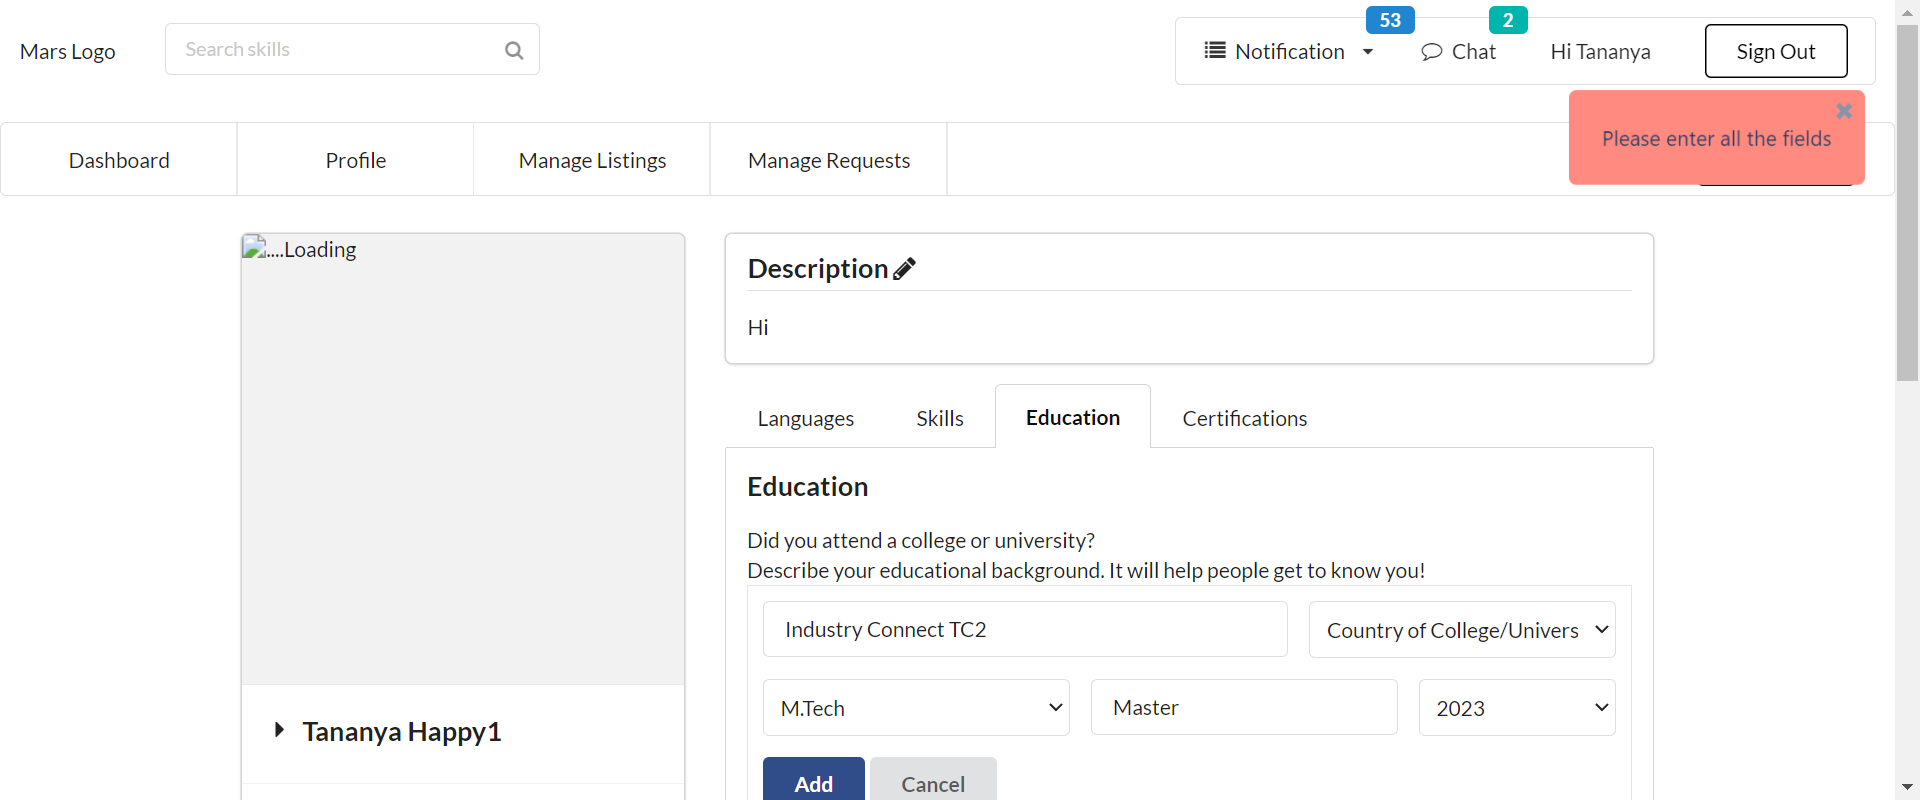 Mars Logo
Search skills
Notification
53
Chat
2
Hi Tananya
Sign Out
Please enter all the fields
Dashboard
Profile
Manage Listings
Manage Requests
....Loading
Tananya Happy1
Description
Hi
Languages
Skills
Education
Certifications
Education
Did you attend a college or university?
Describe your educational background. It will help people get to know you!
Industry Connect TC2
Country of College/Univers
M.Tech
Master
2023
Add
Cancel